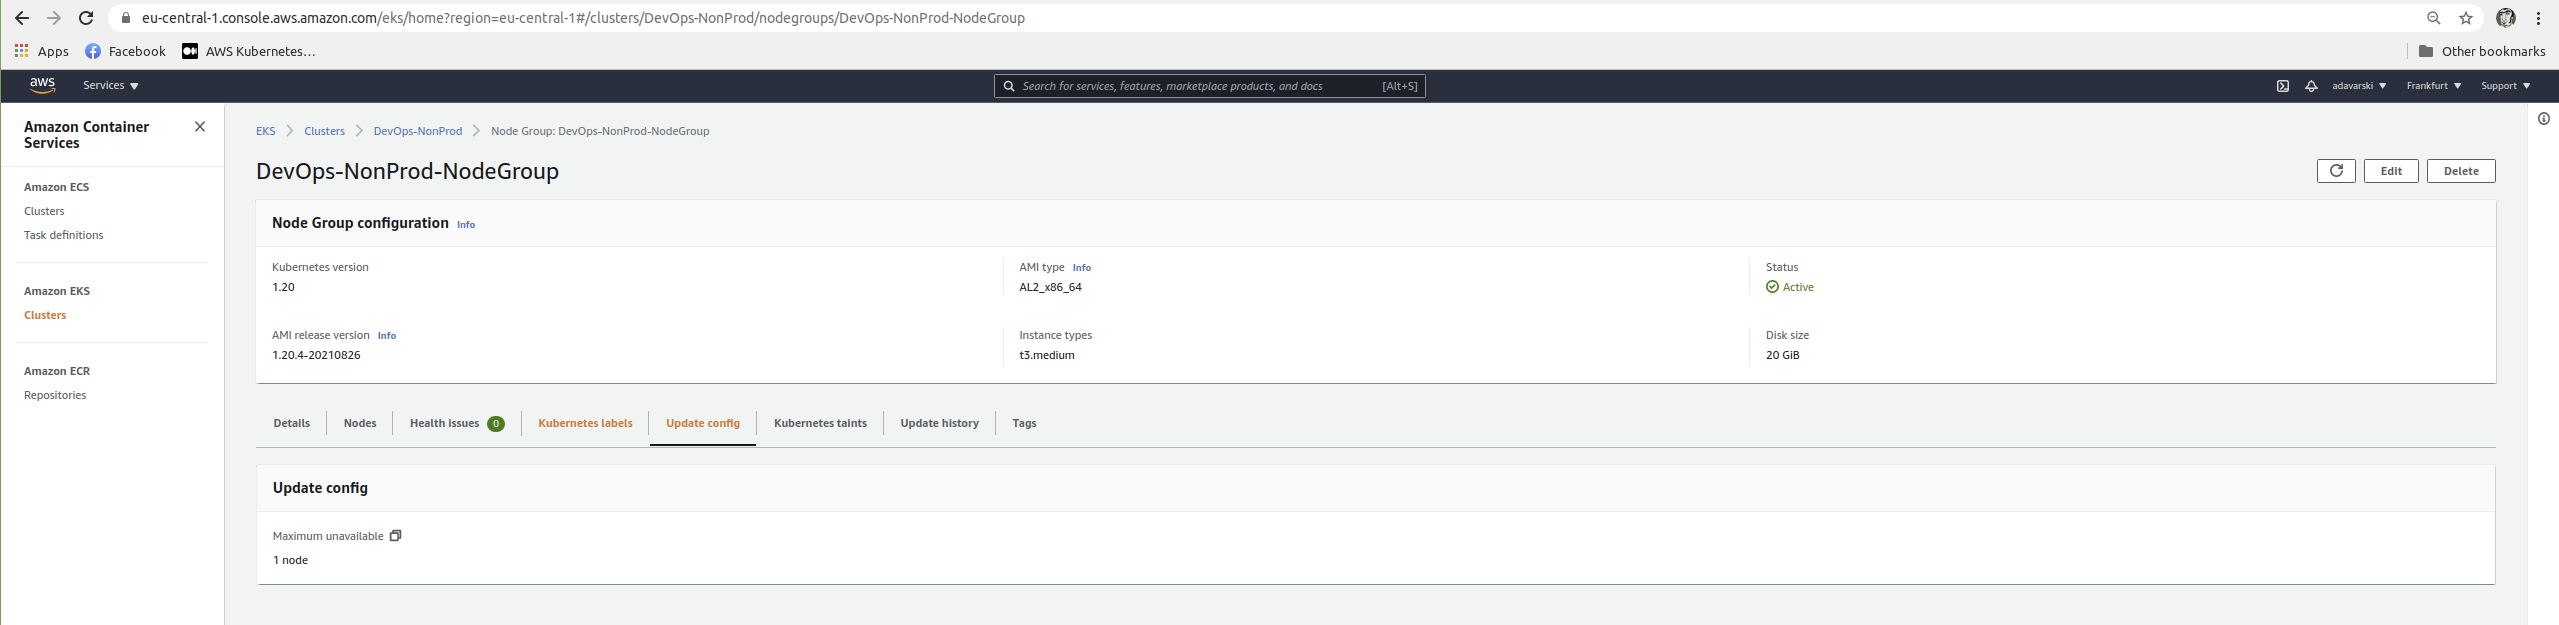 eu-central-1.console.aws.amazon.com/eks/home?region=eu-central-1#/clusters/DevOps-NonProd/nodegroups/DevOps-NonProd-NodeGroup
Apps Facebook AWS Kubernetes... Other bookmarks
aws Services Search for services, features, marketplace products, and docs [Alt+S] adavarski Frankfurt Support
Amazon Container
Services
Amazon ECS
Clusters
Task definitions
Amazon EKS
Clusters
Amazon ECR
Repositories
EKS Clusters DevOps-NonProd Node Group: DevOps-NonProd-NodeGroup
DevOps-NonProd-NodeGroup Edit Delete
Node Group configuration Info
Kubernetes version AMI type Info Status
1.20 AL2_x86_64 Active
AMI release version Info Instance types Disk size
1.20.4-20210826 t3.medium 20 GiB
Details Nodes Health issues 0 Kubernetes labels Update config Kubernetes taints Update history Tags
Update config
Maximum unavailable
1 node